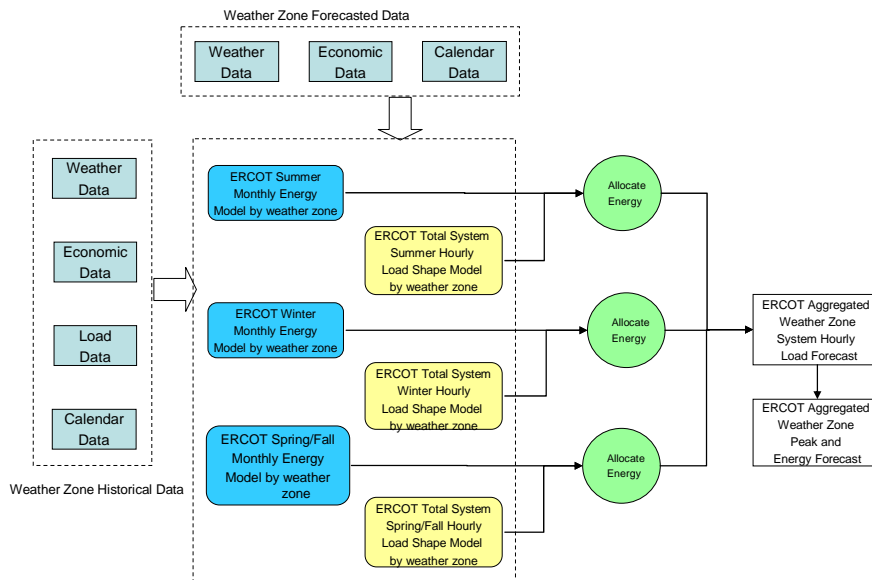 Weather Zone Forecasted Data
Weather
Data
Economic
Data
Calendar
Data
Weather
Data
Economic
Data
Load
Data
Calendar
Data
Weather Zone Historical Data
ERCOT Summer
Monthly Energy
Model by weather zone
ERCOT Total System
Summer Hourly
Load Shape Model
by weather zone
Allocate
Energy
ERCOT Winter
Monthly Energy
Model by weather zone
ERCOT Total System
Winter Hourly
Load Shape Model
by weather zone
Allocate
Energy
ERCOT Spring/Fall
Monthly Energy
Model by weather
zone
ERCOT Total System
Spring/Fall Hourly
Load Shape Model
by weather zone
Allocate
Energy
ERCOT Aggregated
Weather Zone
System Hourly
Load Forecast
ERCOT Aggregated
Weather Zone
Peak and
Energy Forecast